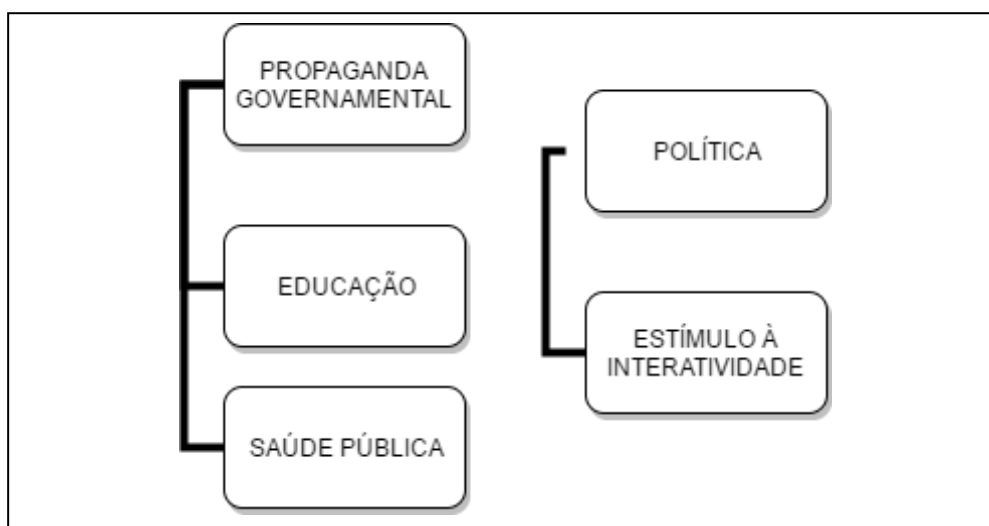 PROPAGANDA
GOVERNAMENTAL
EDUCAÇÃO
SAÚDE PÚBLICA
POLÍTICA
ESTÍMULO À
INTERATIVIDADE